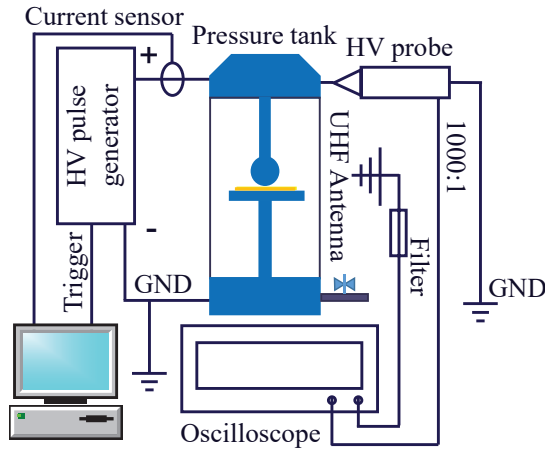 Current sensor
Pressure tank
HV probe
+
HV pulse
generator
-
UHF Antenna
1000:1
Filter
Trigger
GND
GND
Oscilloscope